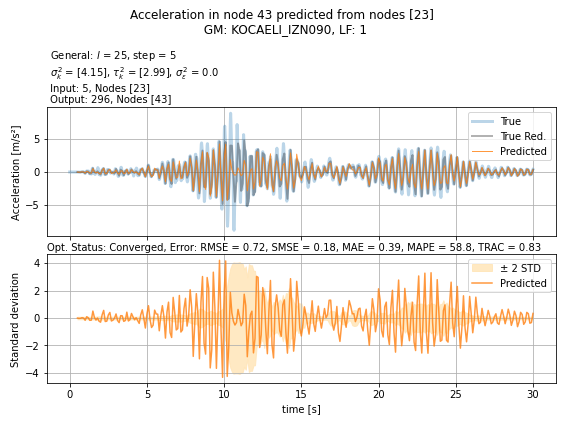 Acceleration in node 43 predicted from nodes [23]
GM: KOCAELI_IZN090, LF: 1
General: l = 25, step = 5
σ²ₖ = [4.15], τ²ₖ = [2.99], σ²ε = 0.0
Input: 5, Nodes [23]
Output: 296, Nodes [43]
Acceleration [m/s²]
5
0
−5
True
True Red.
Predicted
Opt. Status: Converged, Error: RMSE = 0.72, SMSE = 0.18, MAE = 0.39, MAPE = 58.8, TRAC = 0.83
Standard deviation
4
2
0
−2
−4
± 2 STD
Predicted
0 5 10 15 20 25 30
time [s]